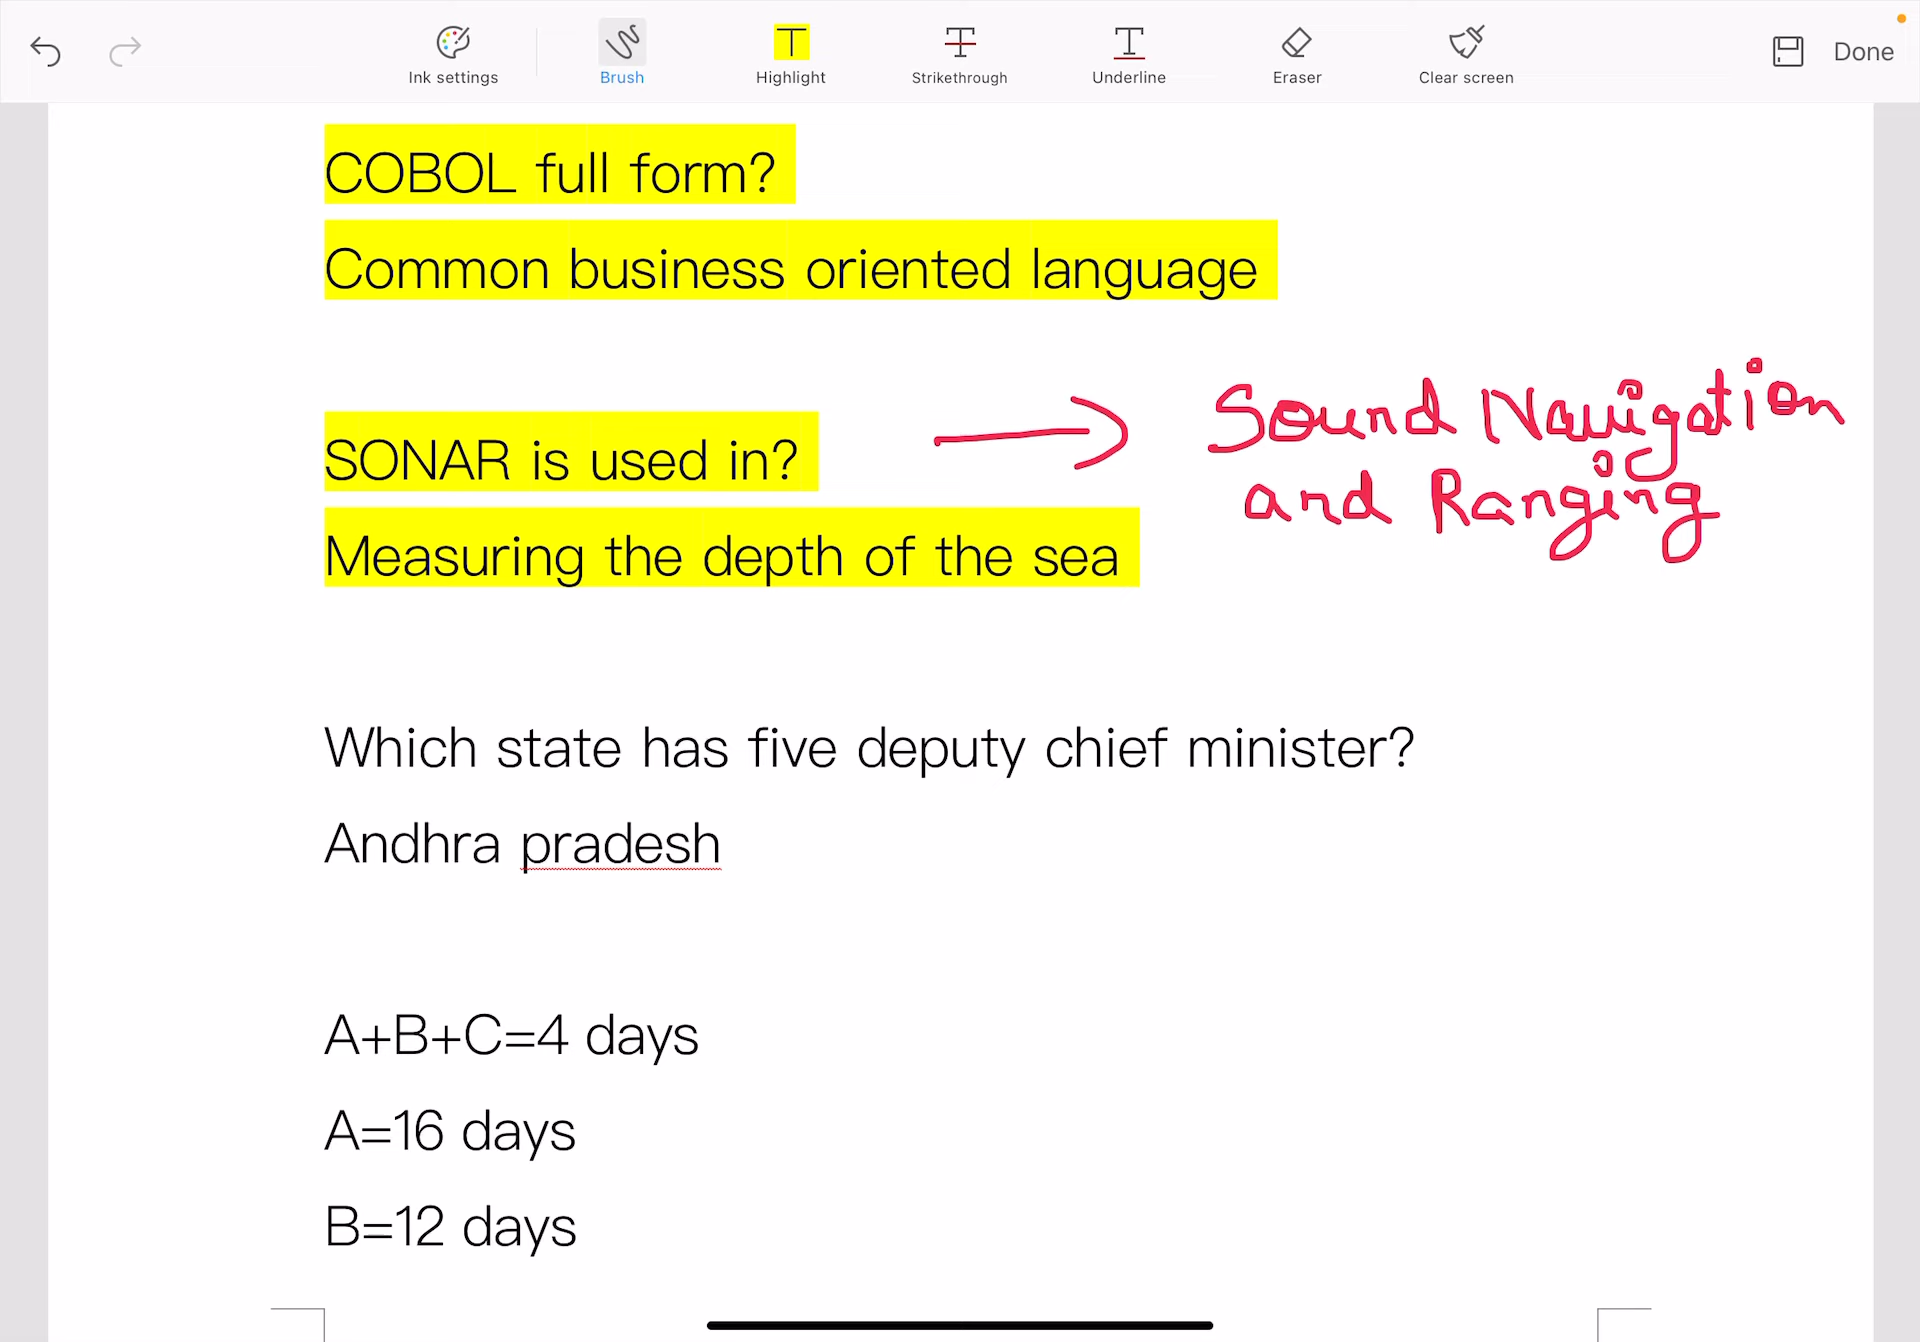 Ink settings
Brush
Highlight
Strikethrough
Underline
Eraser
Clear screen
Done
COBOL full form?
Common business oriented language
SONAR is used in?
Sound Navigation
and Ranging
Measuring the depth of the sea
Which state has five deputy chief minister?
Andhra pradesh
A+B+C=4 days
A=16 days
B=12 days